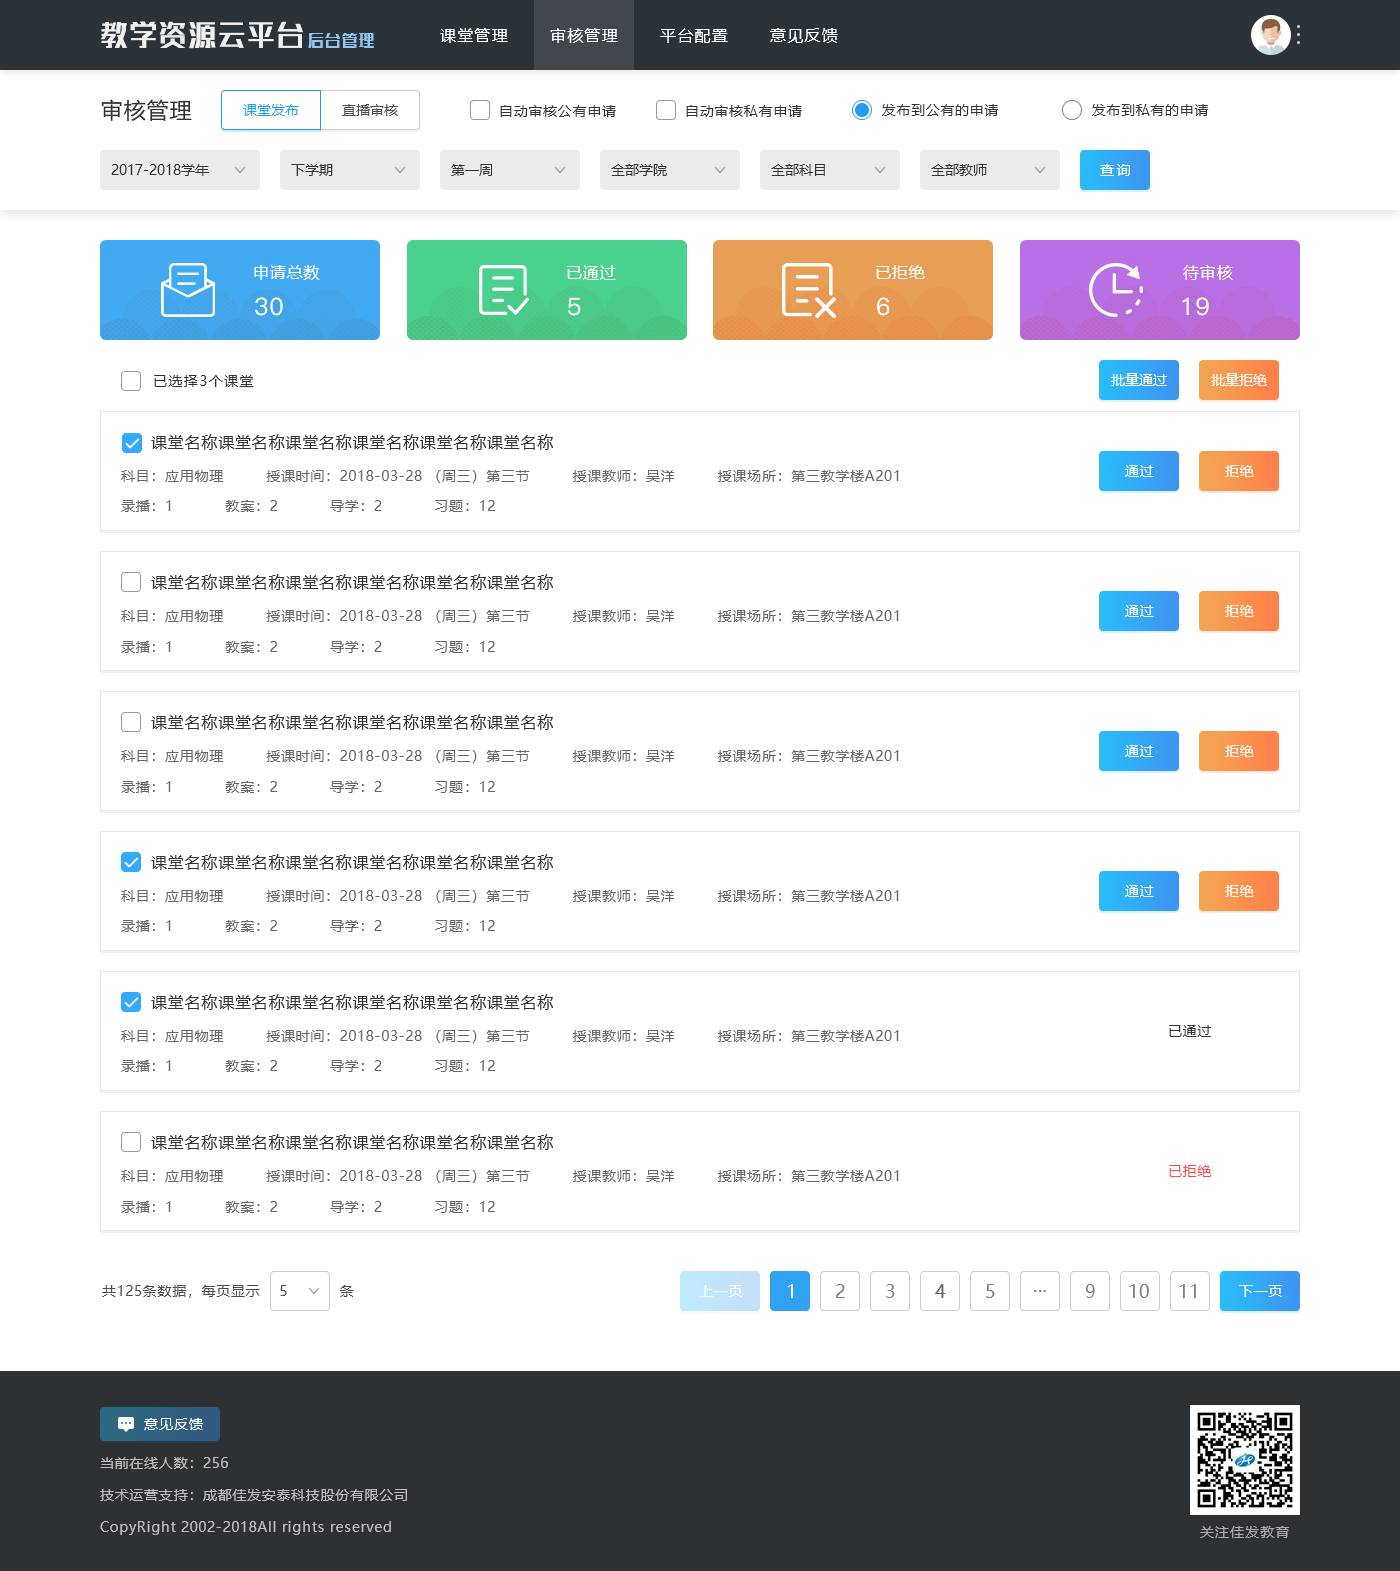 教学资源云平台 后台管理 课堂管理 审核管理 平台配置 意见反馈
审核管理 课堂发布 直播审核 自动审核公有申请 自动审核私有申请 发布到公有的申请 发布到私有的申请
2017-2018学年 下学期 第一周 全部学院 全部科目 全部教师 查询
申请总数 已通过 已拒绝 待审核
30 5 6 19
已选择3个课堂 批量通过 批量拒绝
课堂名称课堂名称课堂名称课堂名称课堂名称课堂名称
科目：应用物理 授课时间：2018-03-28 （周三）第三节 授课教师：吴洋 授课场所：第三教学楼A201 通过 拒绝
录播：1 教案：2 导学：2 习题：12
课堂名称课堂名称课堂名称课堂名称课堂名称课堂名称
科目：应用物理 授课时间：2018-03-28 （周三）第三节 授课教师：吴洋 授课场所：第三教学楼A201 通过 拒绝
录播：1 教案：2 导学：2 习题：12
课堂名称课堂名称课堂名称课堂名称课堂名称课堂名称
科目：应用物理 授课时间：2018-03-28 （周三）第三节 授课教师：吴洋 授课场所：第三教学楼A201 通过 拒绝
录播：1 教案：2 导学：2 习题：12
课堂名称课堂名称课堂名称课堂名称课堂名称课堂名称
科目：应用物理 授课时间：2018-03-28 （周三）第三节 授课教师：吴洋 授课场所：第三教学楼A201 通过 拒绝
录播：1 教案：2 导学：2 习题：12
课堂名称课堂名称课堂名称课堂名称课堂名称课堂名称
科目：应用物理 授课时间：2018-03-28 （周三）第三节 授课教师：吴洋 授课场所：第三教学楼A201 已通过
录播：1 教案：2 导学：2 习题：12
课堂名称课堂名称课堂名称课堂名称课堂名称课堂名称
科目：应用物理 授课时间：2018-03-28 （周三）第三节 授课教师：吴洋 授课场所：第三教学楼A201 已拒绝
录播：1 教案：2 导学：2 习题：12
共125条数据，每页显示 5 条 上一页 1 2 3 4 5 ··· 9 10 11 下一页
意见反馈
当前在线人数：256
技术运营支持：成都佳发安泰科技股份有限公司
CopyRight 2002-2018All rights reserved
关注佳发教育